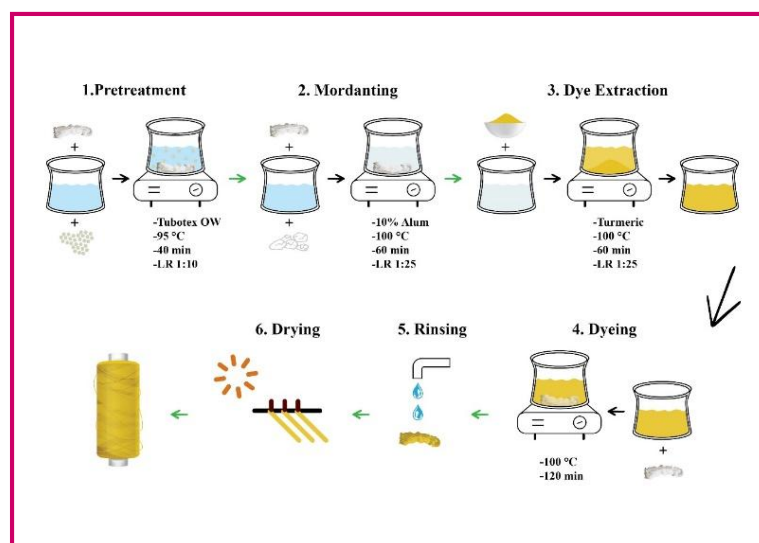 1.Pretreatment
2. Mordanting
3. Dye Extraction
+
+
+
+
+
-Tubotex OW
-95 °C
-40 min
-LR 1:10
-10% Alum
-100 °C
-60 min
-LR 1:25
-Turmeric
-100 °C
-60 min
-LR 1:25
4. Dyeing
+
-100 °C
-120 min
5. Rinsing
6. Drying